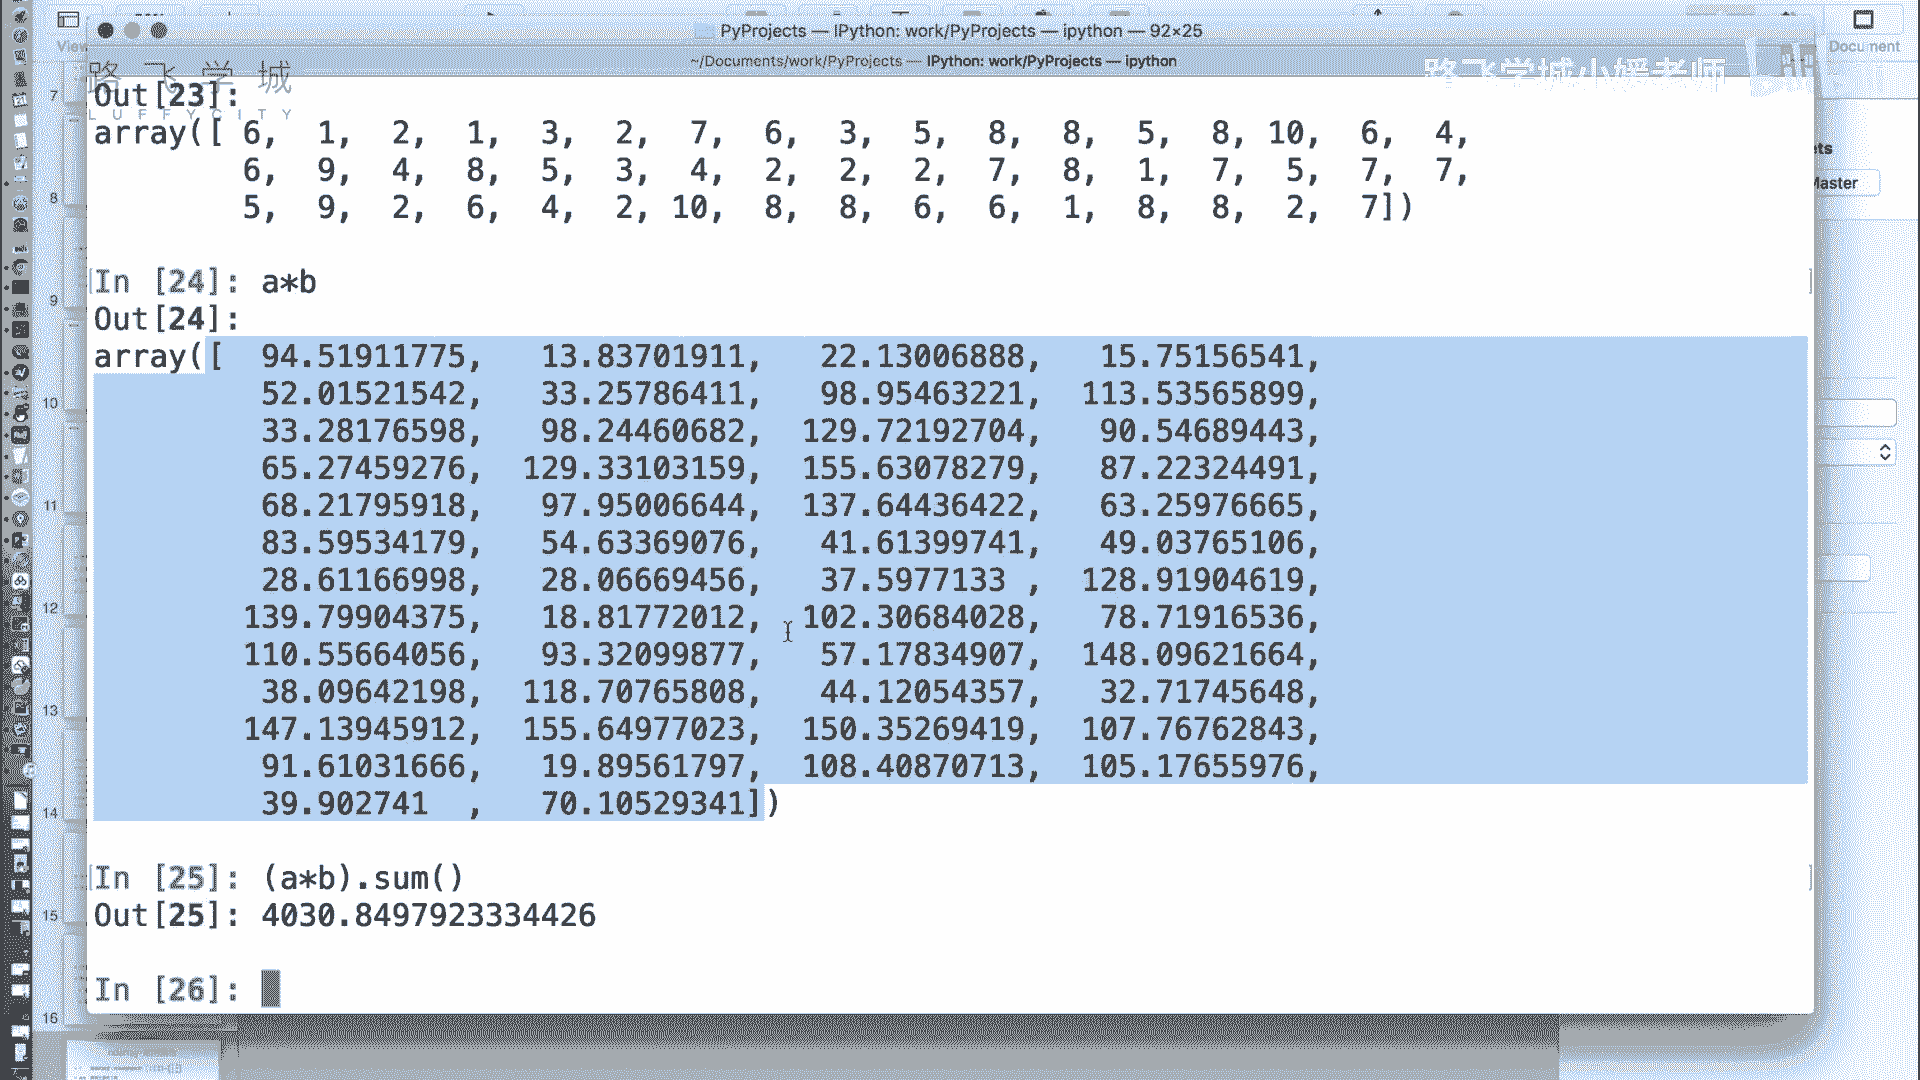 PyProjects — IPython: work/PyProjects — ipython — 92×25
View
Document
~/Documents/work/PyProjects — IPython: work/PyProjects — ipython
路飞学城
LUFFYCITY
路飞学城小媛老师
Out[23]:
array([ 6,  1,  2,  1,  3,  2,  7,  6,  3,  5,  8,  8,  5,  8, 10,  6,  4,
        6,  9,  4,  8,  5,  3,  4,  2,  2,  2,  7,  8,  1,  7,  5,  7,  7,
        5,  9,  2,  6,  4,  2, 10,  8,  8,  6,  6,  1,  8,  8,  2,  7])
In [24]: a*b
Out[24]:
array([  94.51911775,   13.83701911,   22.13006888,   15.75156541,
         52.01521542,   33.25786411,   98.95463221,  113.53565899,
         33.28176598,   98.24460682,  129.72192704,   90.54689443,
         65.27459276,  129.33103159,  155.63078279,   87.22324491,
         68.21795918,   97.95006644,  137.64436422,   63.25976665,
         83.59534179,   54.63369076,   41.61399741,   49.03765106,
         28.61166998,   28.06669456,   37.5977133 ,  128.91904619,
        139.79904375,   18.81772012,  102.30684028,   78.71916536,
        110.55664056,   93.32099877,   57.17834907,  148.09621664,
         38.09642198,  118.70765808,   44.12054357,   32.71745648,
        147.13945912,  155.64977023,  150.35269419,  107.76762843,
         91.61031666,   19.89561797,  108.40870713,  105.17655976,
         39.902741  ,   70.10529341])
In [25]: (a*b).sum()
Out[25]: 4030.8497923334426
In [26]:
7
8
9
10
11
12
13
14
15
16
ts
Master